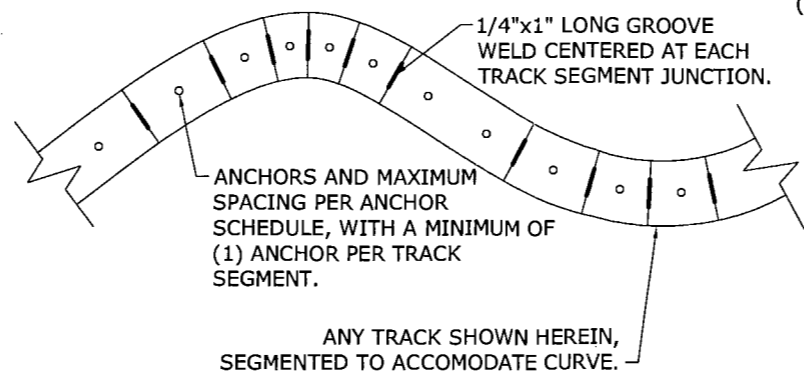 (
1/4"x1" LONG GROOVE
WELD CENTERED AT EACH
TRACK SEGMENT JUNCTION.
ANCHORS AND MAXIMUM
SPACING PER ANCHOR
SCHEDULE, WITH A MINIMUM OF
(1) ANCHOR PER TRACK
SEGMENT.
ANY TRACK SHOWN HEREIN,
SEGMENTED TO ACCOMODATE CURVE.